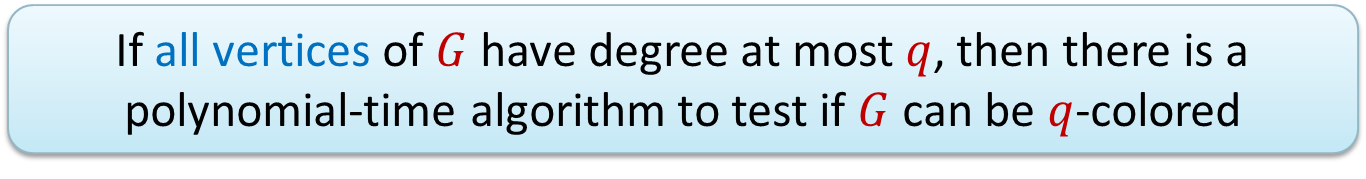 If all vertices of G have degree at most q, then there is a
polynomial-time algorithm to test if G can be q-colored